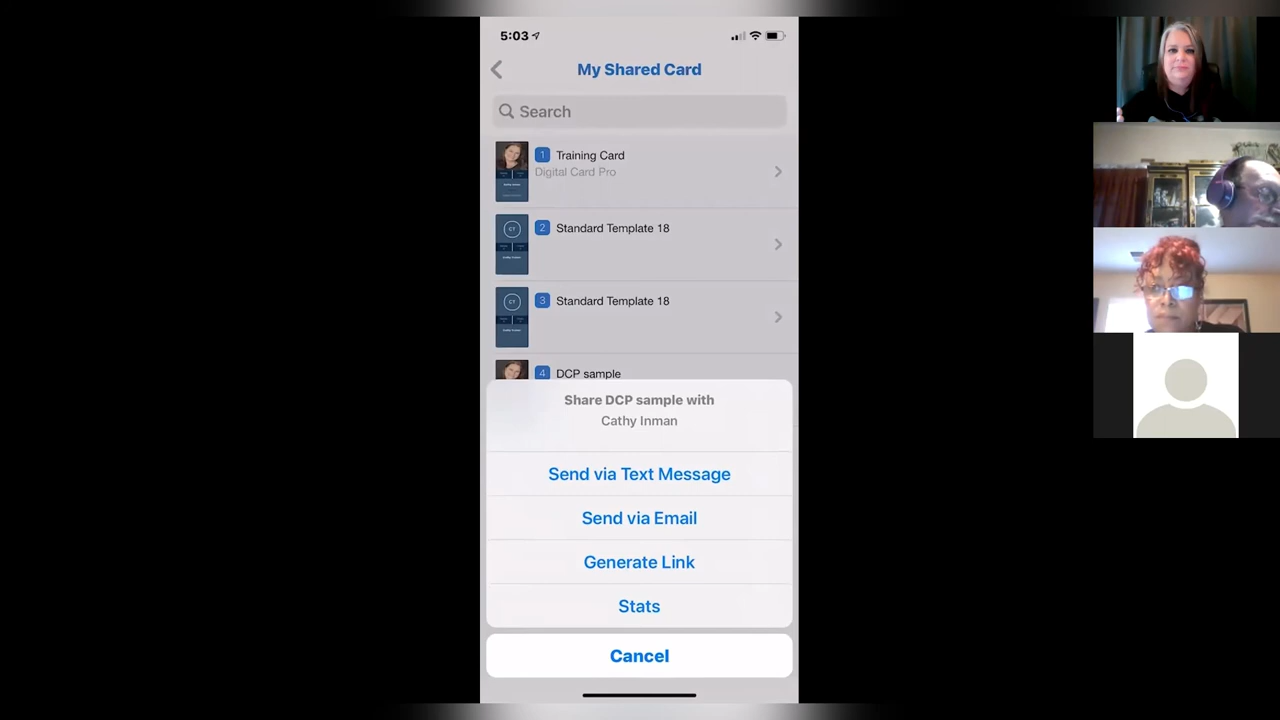 5:03
My Shared Card
Search
1 Training Card
Digital Card Pro
2 Standard Template 18
CT
3 Standard Template 18
CT
4 DCP sample
Share DCP sample with
Cathy Inman
Send via Text Message
Send via Email
Generate Link
Stats
Cancel